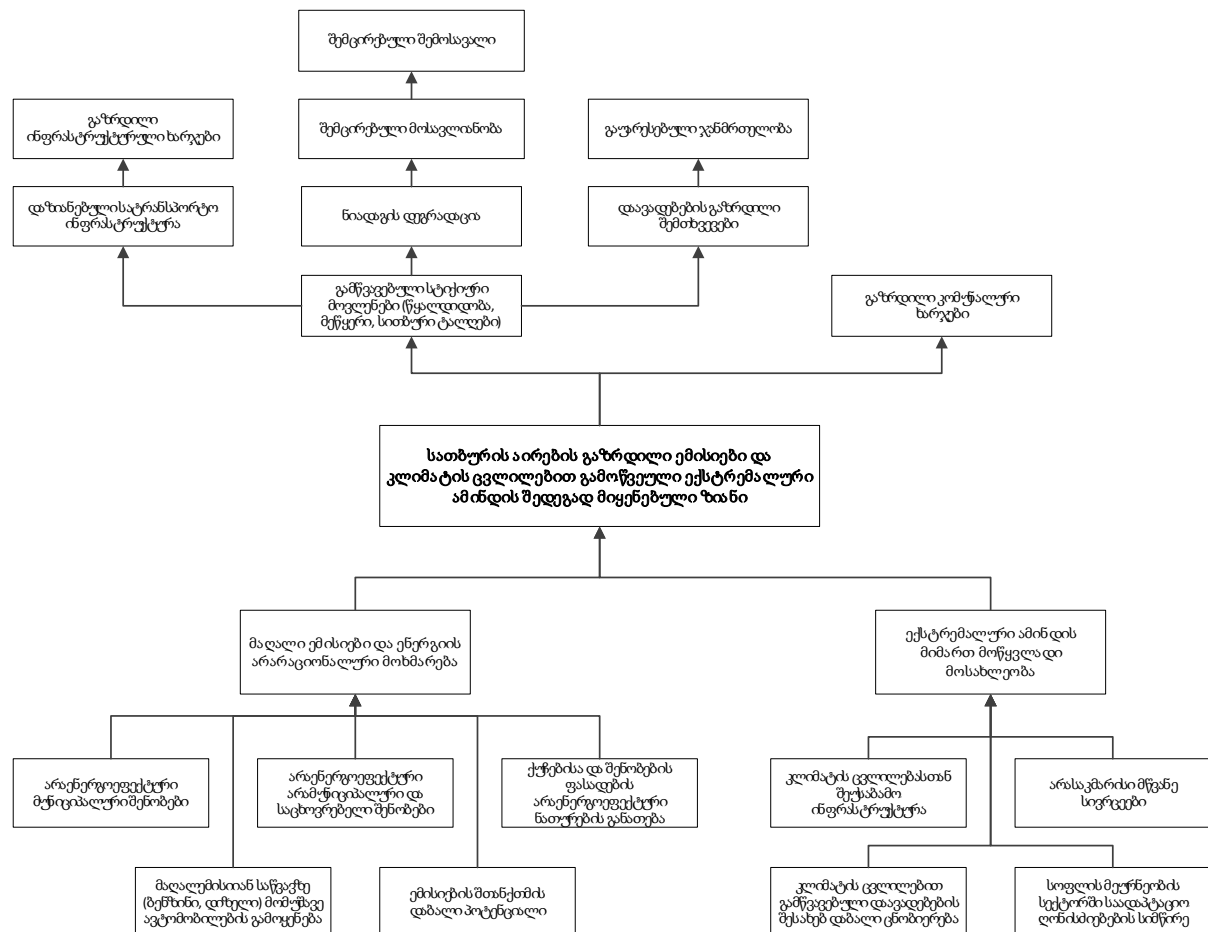 შემცირებული შემოსავალი
გაზრდილი
ინფრასტრუქტურული ხარჯები
შემცირებული მოსავლიანობა
გაუარესებული ჯანმრთელობა
დაზიანებული სატრანსპორტო
ინფრასტრუქტურა
ნიადაგის დეგრადაცია
დაავადებების გაზრდილი
შემთხვევები
გამწვავებული სტიქიური
მოვლენები (წყალდიდობა,
მეწყერი, სითბური ტალღები)
გაზრდილი კომუნალური
ხარჯები
სათბურის აირების გაზრდილი ემისიები და
კლიმატის ცვლილებით გამოწვეული ექსტრემალური
ამინდის შედეგად მიყენებული ზიანი
მაღალი ემისიები და ენერგიის
არარაციონალური მოხმარება
ექსტრემალური ამინდის
მიმართ მოწყვლადი
მოსახლეობა
არაენერგოეფექტური
მუნიციპალური შენობები
არაენერგოეფექტური
არამუნიციპალური და
საცხოვრებელი შენობები
ქუჩებისა და შენობების
ფასადების
არაენერგოეფექტური
ნათურების განათება
კლიმატის ცვლილებასთან
შეუსაბამო
ინფრასტრუქტურა
არასაკმარისი მწვანე
სივრცეები
მაღალემისიიან საწვავზე
(ბენზინი, დიზელი) მომუშავე
ავტომობილების გამოყენება
ემისიების შთანქთმის
დაბალი პოტენციალი
კლიმატის ცვლილებით
გამწვავებული დაავადებების
შესახებ დაბალი ცნობიერება
სოფლის მეურნეობის
სექტორში საადაპტაციო
ღონისძიებების სიმწირე